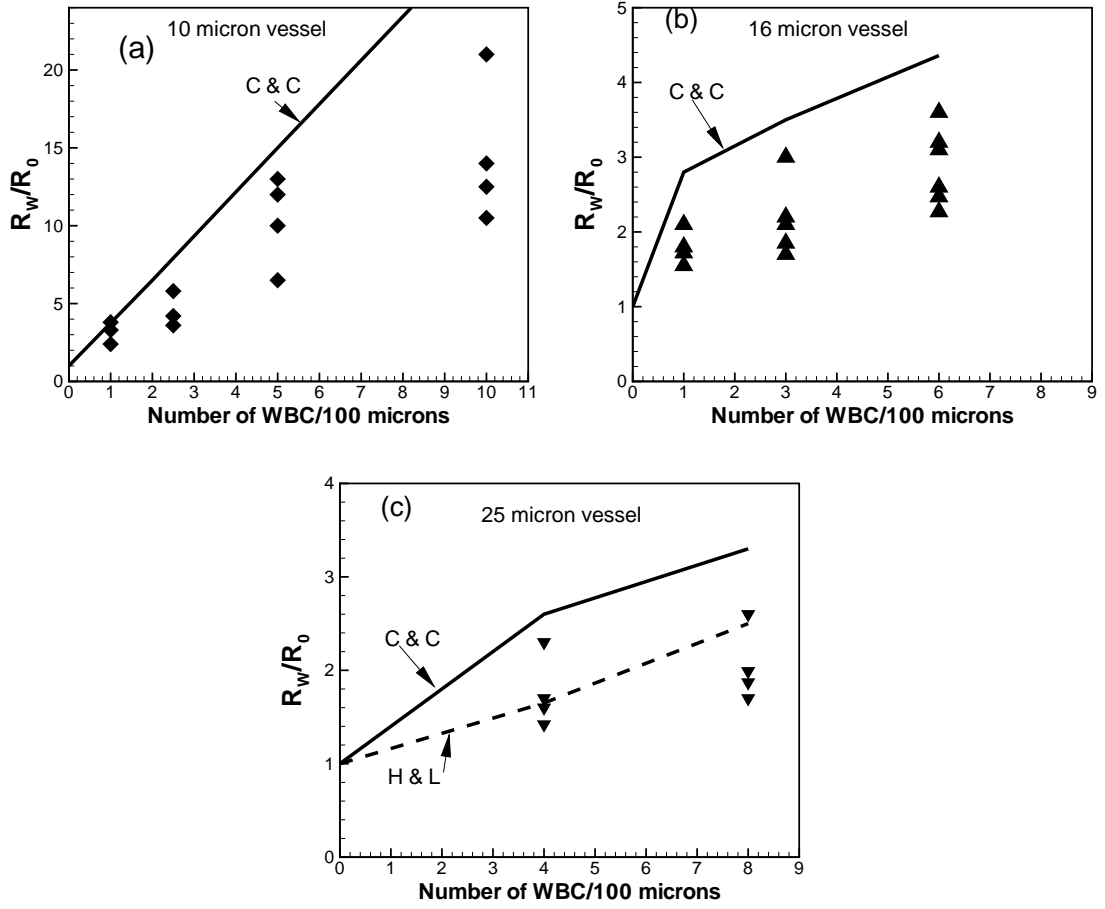 (a)
10 micron vessel
C & C
R_W/R_0
20
15
10
5
0
0 1 2 3 4 5 6 7 8 9 10 11
Number of WBC/100 microns
(b)
16 micron vessel
C & C
R_W/R_0
5
4
3
2
1
0
0 1 2 3 4 5 6 7 8 9
Number of WBC/100 microns
(c)
25 micron vessel
C & C
H & L
R_W/R_0
4
3
2
1
0
0 1 2 3 4 5 6 7 8 9
Number of WBC/100 microns